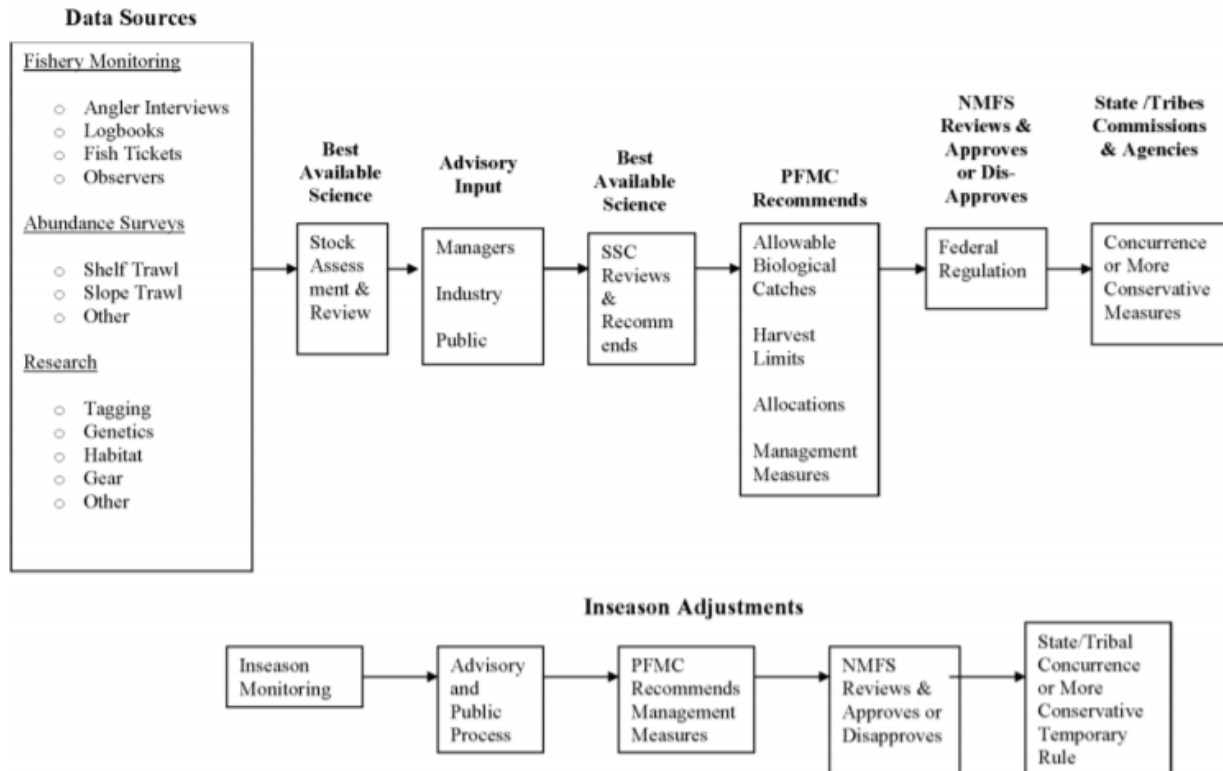 Data Sources
Fishery Monitoring
Angler Interviews
Logbooks
Fish Tickets
Observers
Abundance Surveys
Shelf Trawl
Slope Trawl
Other
Research
Tagging
Genetics
Habitat
Gear
Other
Best
Available
Science
Stock
Assess
ment &
Review
Advisory
Input
Managers
Industry
Public
Best
Available
Science
SSC
Reviews
&
Recomm
ends
PFMC
Recommends
Allowable
Biological
Catches
Harvest
Limits
Allocations
Management
Measures
NMFS
Reviews &
Approves
or Dis-
Approves
Federal
Regulation
State /Tribes
Commissions
& Agencies
Concurrence
or More
Conservative
Measures
Inseason Adjustments
Inseason
Monitoring
Advisory
and
Public
Process
PFMC
Recommends
Management
Measures
NMFS
Reviews &
Approves or
Disapproves
State/Tribal
Concurrence
or More
Conservative
Temporary
Rule